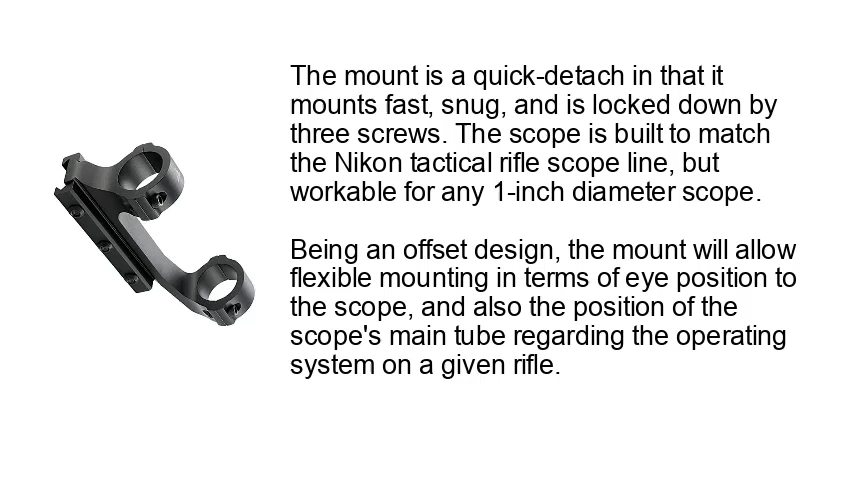 The mount is a quick-detach in that it
mounts fast, snug, and is locked down by
three screws. The scope is built to match
the Nikon tactical rifle scope line, but
workable for any 1-inch diameter scope.
Being an offset design, the mount will allow
flexible mounting in terms of eye position to
the scope, and also the position of the
scope's main tube regarding the operating
system on a given rifle.